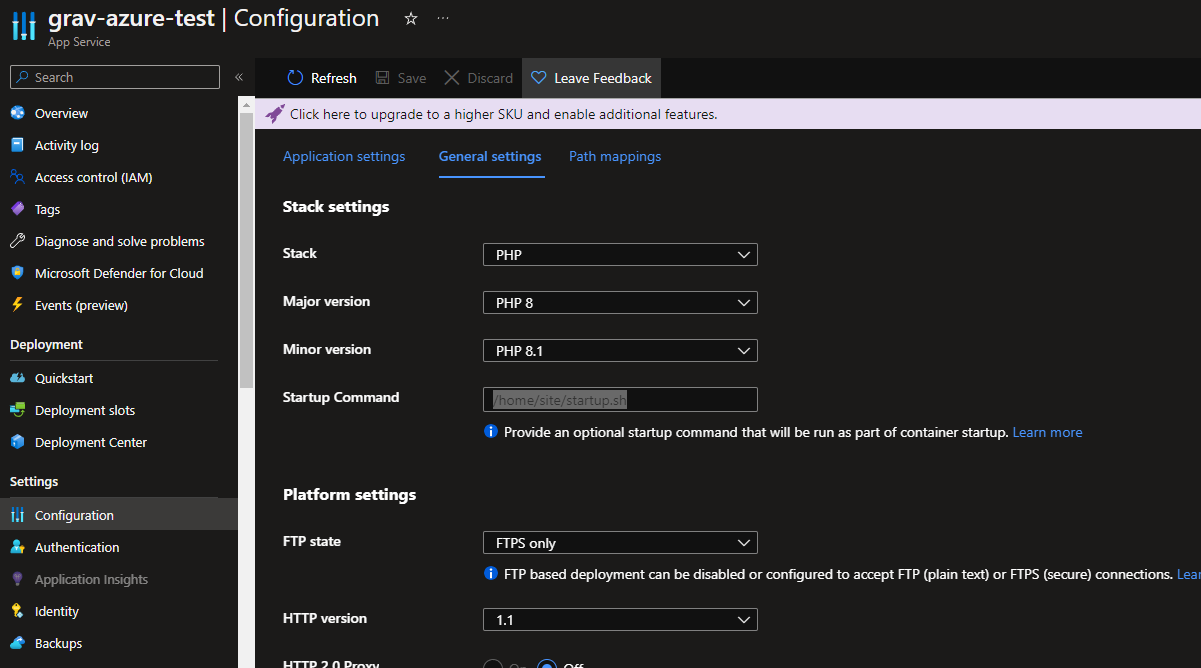 grav-azure-test | Configuration
App Service
Search
«
Refresh
Save
Discard
Leave Feedback
Click here to upgrade to a higher SKU and enable additional features.
Overview
Activity log
Access control (IAM)
Tags
Diagnose and solve problems
Microsoft Defender for Cloud
Events (preview)
Deployment
Quickstart
Deployment slots
Deployment Center
Settings
Configuration
Authentication
Application Insights
Identity
Backups
Application settings
General settings
Path mappings
Stack settings
Stack
PHP
Major version
PHP 8
Minor version
PHP 8.1
Startup Command
/home/site/startup.sh
Provide an optional startup command that will be run as part of container startup. Learn more
Platform settings
FTP state
FTPS only
FTP based deployment can be disabled or configured to accept FTP (plain text) or FTPS (secure) connections. Lear
HTTP version
1.1
HTTP 2.0 Proxy
On
Off